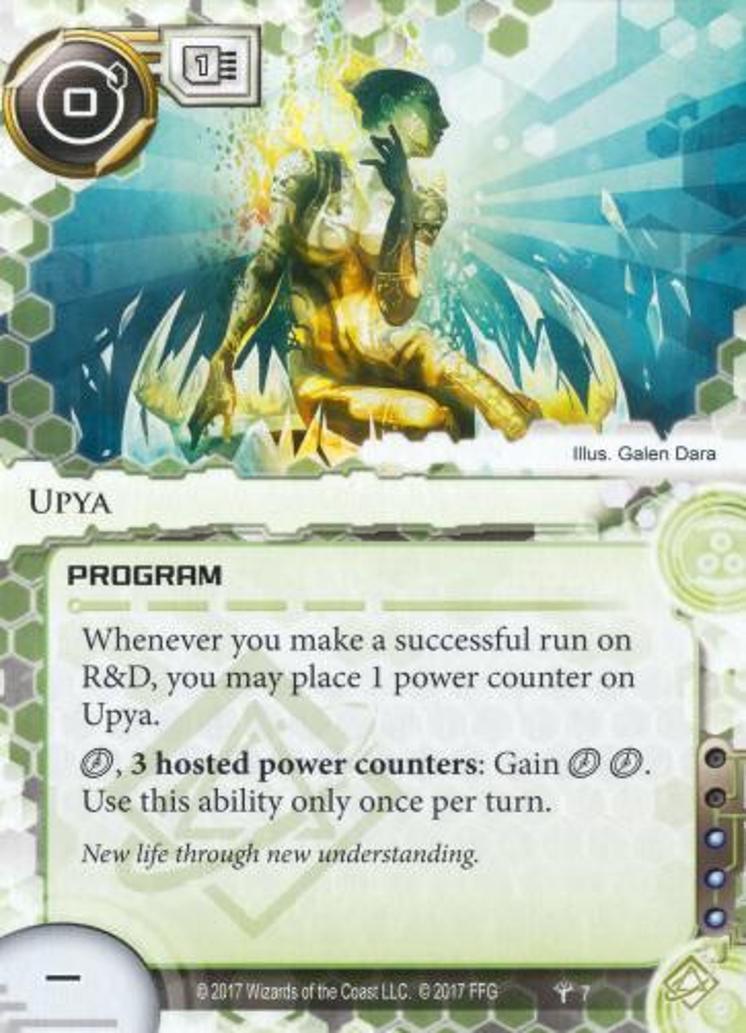 1
Illus. Galen Dara
UPYA
PROGRAM
Whenever you make a successful run on
R&D, you may place 1 power counter on
Upya.
, 3 hosted power counters: Gain .
Use this ability only once per turn.
New life through new understanding.
–
© 2017 Wizards of the Coast LLC. © 2017 FFG 7